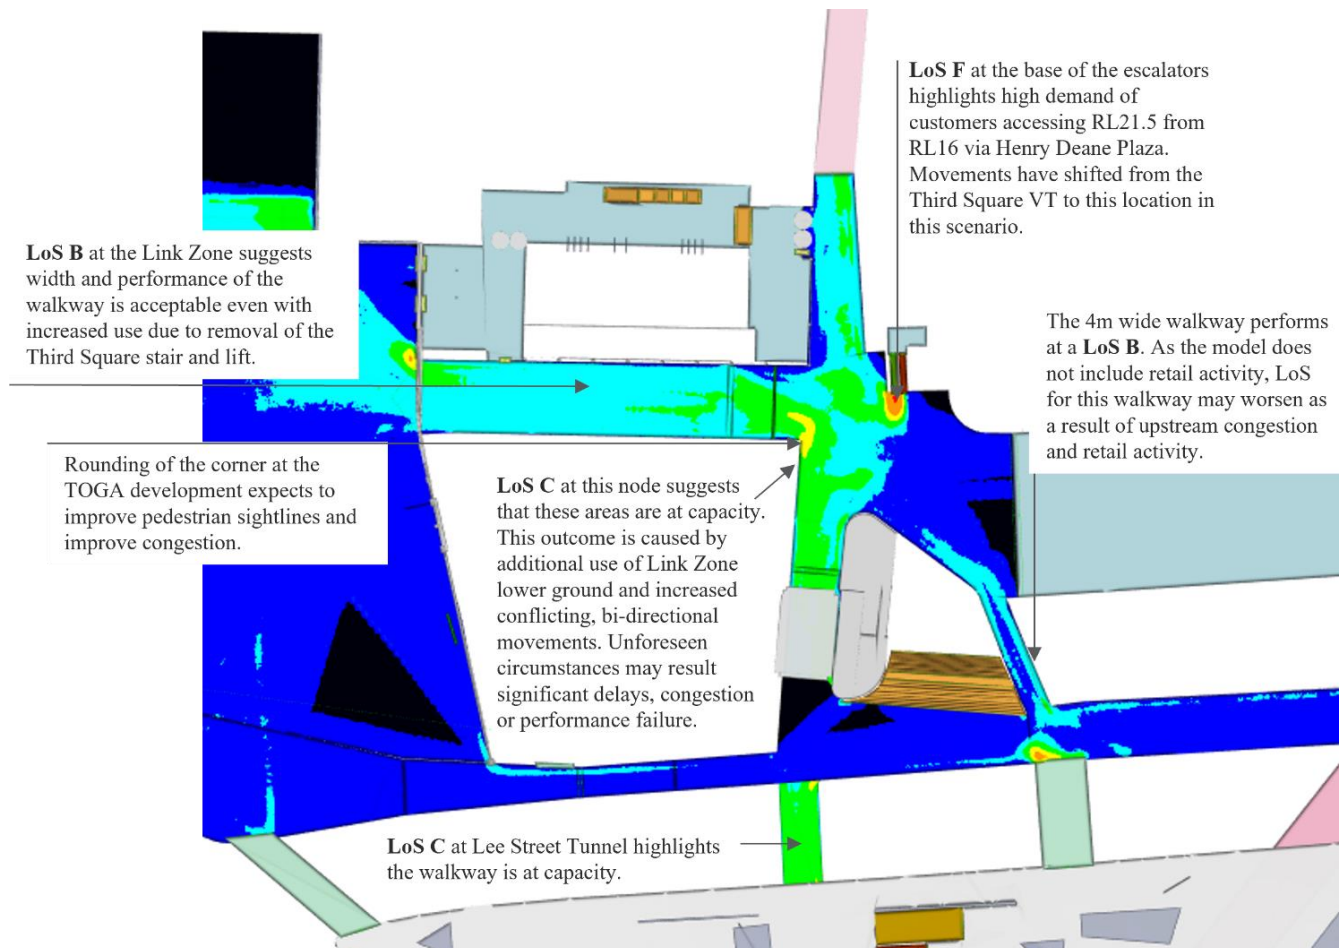 LoS F at the base of the escalators
highlights high demand of
customers accessing RL21.5 from
RL16 via Henry Deane Plaza.
Movements have shifted from the
Third Square VT to this location in
this scenario.
LoS B at the Link Zone suggests
width and performance of the
walkway is acceptable even with
increased use due to removal of the
Third Square stair and lift.
The 4m wide walkway performs
at a LoS B. As the model does
not include retail activity, LoS
for this walkway may worsen as
a result of upstream congestion
and retail activity.
Rounding of the corner at the
TOGA development expects to
improve pedestrian sightlines and
improve congestion.
LoS C at this node suggests
that these areas are at capacity.
This outcome is caused by
additional use of Link Zone
lower ground and increased
conflicting, bi-directional
movements. Unforeseen
circumstances may result
significant delays, congestion
or performance failure.
LoS C at Lee Street Tunnel highlights
the walkway is at capacity.